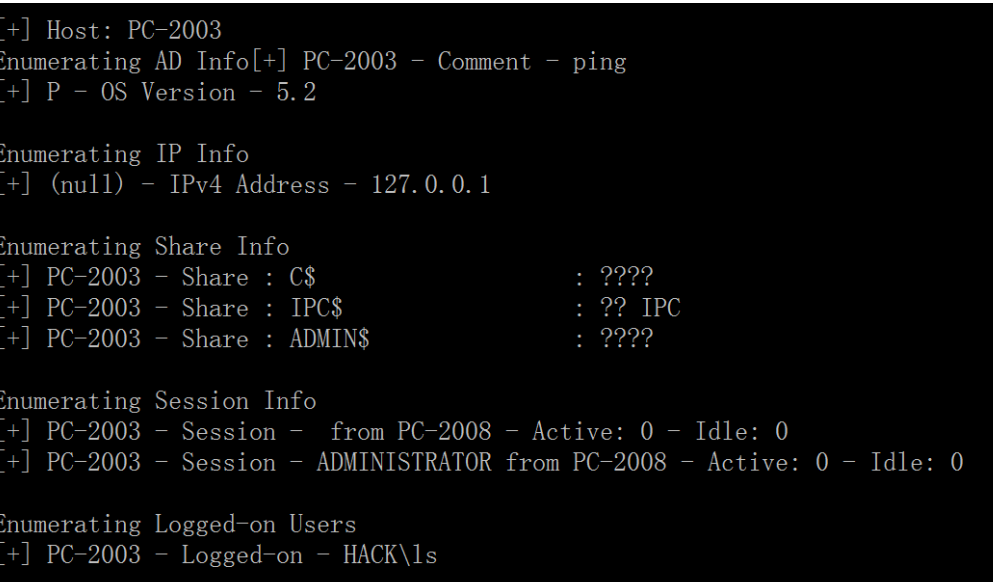 [+] Host: PC-2003
Enumerating AD Info[+] PC-2003 - Comment - ping
[+] P - OS Version - 5.2
Enumerating IP Info
[+] (null) - IPv4 Address - 127.0.0.1
Enumerating Share Info
[+] PC-2003 - Share : C$ : ????
[+] PC-2003 - Share : IPC$ : ?? IPC
[+] PC-2003 - Share : ADMIN$ : ????
Enumerating Session Info
[+] PC-2003 - Session -  from PC-2008 - Active: 0 - Idle: 0
[+] PC-2003 - Session - ADMINISTRATOR from PC-2008 - Active: 0 - Idle: 0
Enumerating Logged-on Users
[+] PC-2003 - Logged-on - HACK\ls